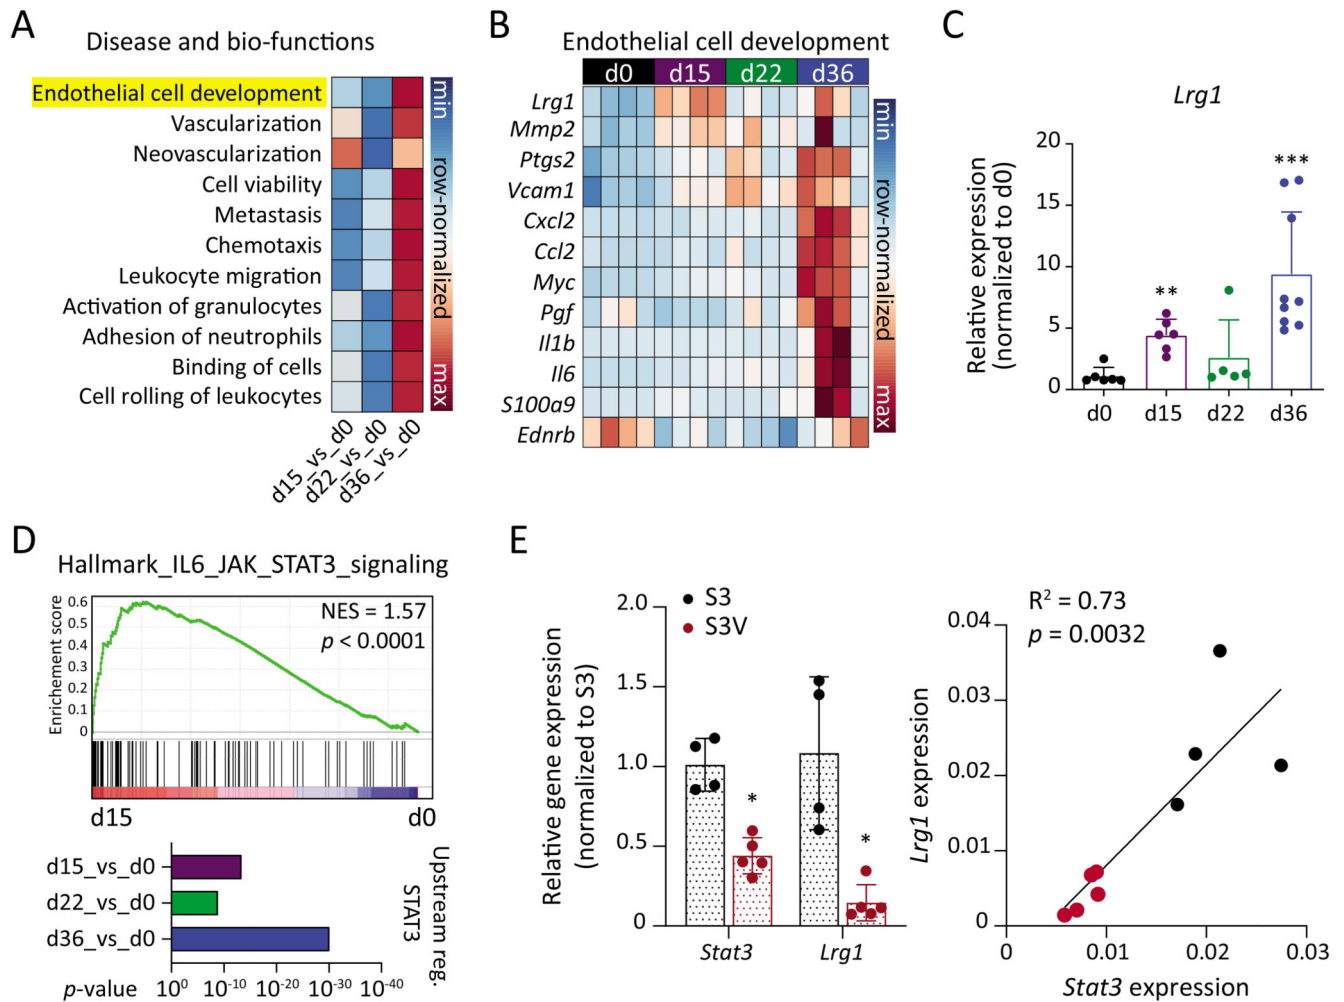 A
Disease and bio-functions
Endothelial cell development
Vascularization
Neovascularization
Cell viability
Metastasis
Chemotaxis
Leukocyte migration
Activation of granulocytes
Adhesion of neutrophils
Binding of cells
Cell rolling of leukocytes
d15_vs_d0
d22_vs_d0
d36_vs_d0
min
row-normalized
max
B
Endothelial cell development
d0 d15 d22 d36
Lrg1
Mmp2
Ptgs2
Vcam1
Cxcl2
Ccl2
Myc
Pgf
Il1b
Il6
S100a9
Ednrb
min
row-normalized
max
C
Lrg1
Relative expression
(normalized to d0)
20
15
10
5
0
**
***
d0 d15 d22 d36
D
Hallmark_IL6_JAK_STAT3_signaling
Enrichement score
0.6
0.5
0.4
0.3
0.2
0.1
0
NES = 1.57
p < 0.0001
d15 d0
d15_vs_d0
d22_vs_d0
d36_vs_d0
Upstream reg.
STAT3
p-value
10⁰ 10⁻¹⁰ 10⁻²⁰ 10⁻³⁰ 10⁻⁴⁰
E
S3
S3V
Relative gene expression
(normalized to S3)
2.0
1.5
1.0
0.5
0
*
*
Stat3 Lrg1
R² = 0.73
p = 0.0032
Lrg1 expression
0.04
0.03
0.02
0.01
0
0 0.01 0.02 0.03
Stat3 expression